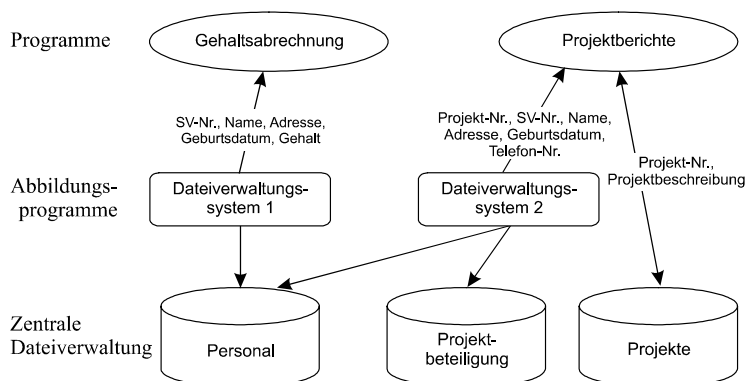 Programme
Gehaltsabrechnung
Projektberichte
SV-Nr., Name, Adresse,
Geburtsdatum, Gehalt
Projekt-Nr., SV-Nr., Name,
Adresse, Geburtsdatum,
Telefon-Nr.
Projekt-Nr.,
Projektbeschreibung
Abbildungs-
programme
Dateiverwaltungs-
system 1
Dateiverwaltungs-
system 2
Zentrale
Dateiverwaltung
Personal
Projekt-
beteiligung
Projekte